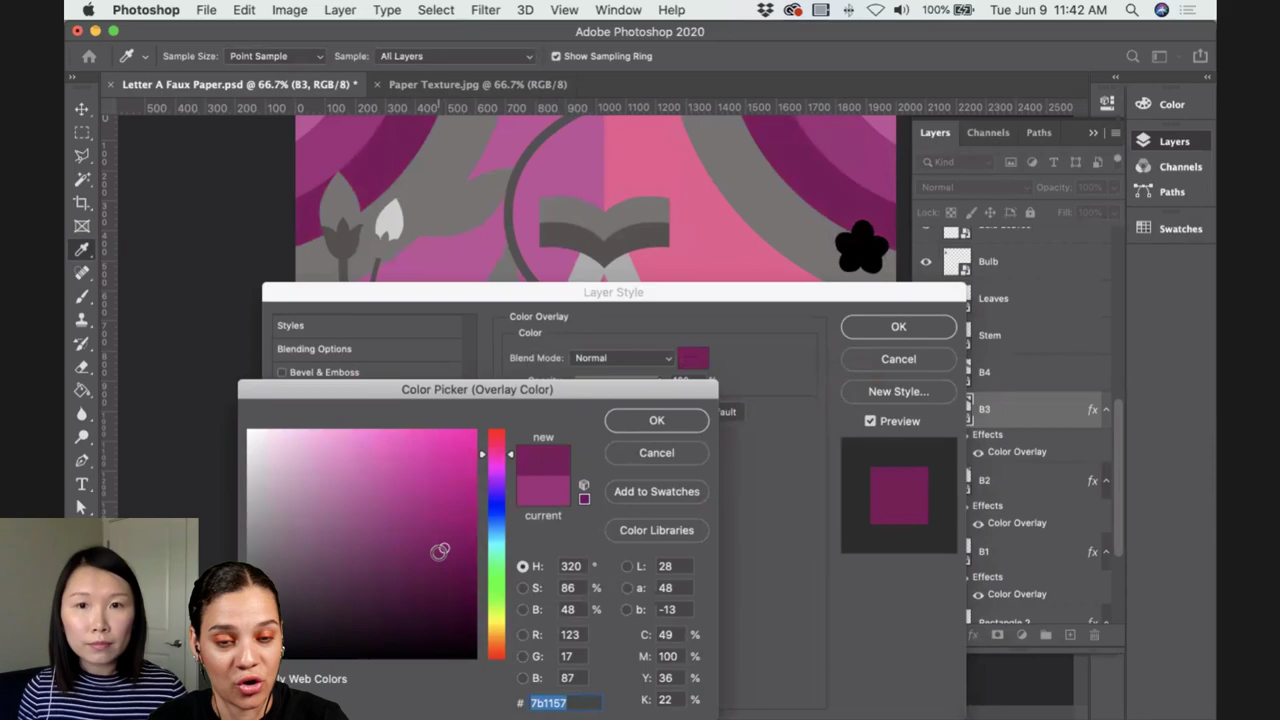 Photoshop File Edit Image Layer Type Select Filter 3D View Window Help 100% Tue Jun 9 11:42 AM
Adobe Photoshop 2020
Sample Size: Point Sample Sample: All Layers Show Sampling Ring
× Letter A Faux Paper.psd @ 66.7% (B3, RGB/8) * × Paper Texture.jpg @ 66.7% (RGB/8)
500 400 300 200 100 0 100 200 300 400 500 600 700 800 900 1000 1100 1200 1300 1400 1500 1600 1700 1800 1900 2000 2100 2200 2300 2400 2500
Color
Layers Channels Paths
Layers
Channels
Paths
Swatches
Kind
Normal Opacity: 100%
Lock: Fill: 100%
Bulb
Leaves
Stem
B4
B3 fx
Effects
Color Overlay
B2 fx
Effects
Color Overlay
B1 fx
Effects
Color Overlay
Rectangle 2
Layer Style
Styles
Blending Options
Bevel & Emboss
Color Overlay
Color
Blend Mode: Normal
OK
Cancel
New Style...
Preview
Color Picker (Overlay Color)
new
current
OK
Cancel
Add to Swatches
Color Libraries
H: 320 ° L: 28
S: 86 % a: 48
B: 48 % b: -13
R: 123 C: 49 %
G: 17 M: 100 %
B: 87 Y: 36 %
# 7b1157 K: 22 %
Web Colors